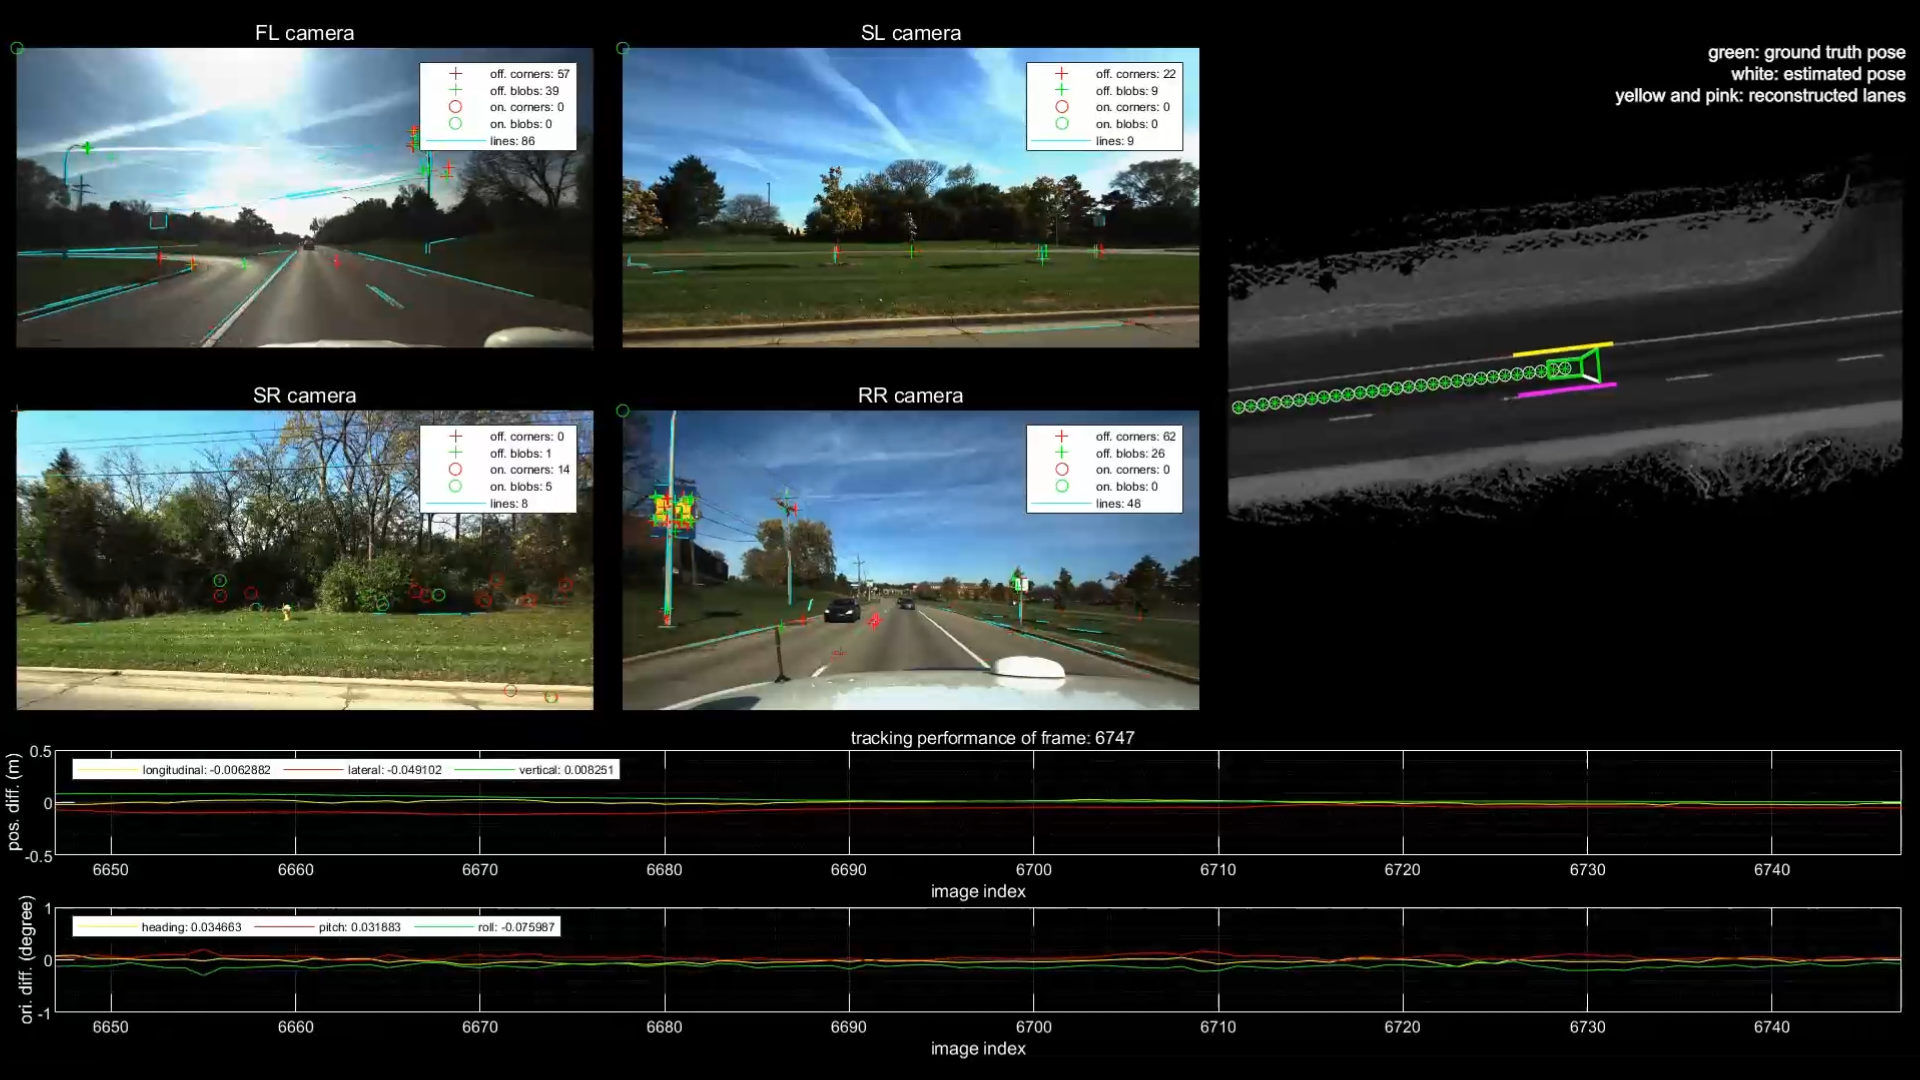 FL camera
off. corners: 57
off. blobs: 39
on. corners: 0
on. blobs: 0
lines: 86
SL camera
off. corners: 22
off. blobs: 9
on. corners: 0
on. blobs: 0
lines: 9
green: ground truth pose
white: estimated pose
yellow and pink: reconstructed lanes
SR camera
off. corners: 0
off. blobs: 1
on. corners: 14
on. blobs: 5
lines: 8
RR camera
off. corners: 62
off. blobs: 26
on. corners: 0
on. blobs: 0
lines: 48
tracking performance of frame: 6747
pos. diff. (m)
0.5
0
-0.5
longitudinal: -0.0062882 lateral: -0.049102 vertical: 0.008251
6650 6660 6670 6680 6690 6700 6710 6720 6730 6740
image index
ori. diff. (degree)
1
0
-1
heading: 0.034663 pitch: 0.031883 roll: -0.075987
6650 6660 6670 6680 6690 6700 6710 6720 6730 6740
image index